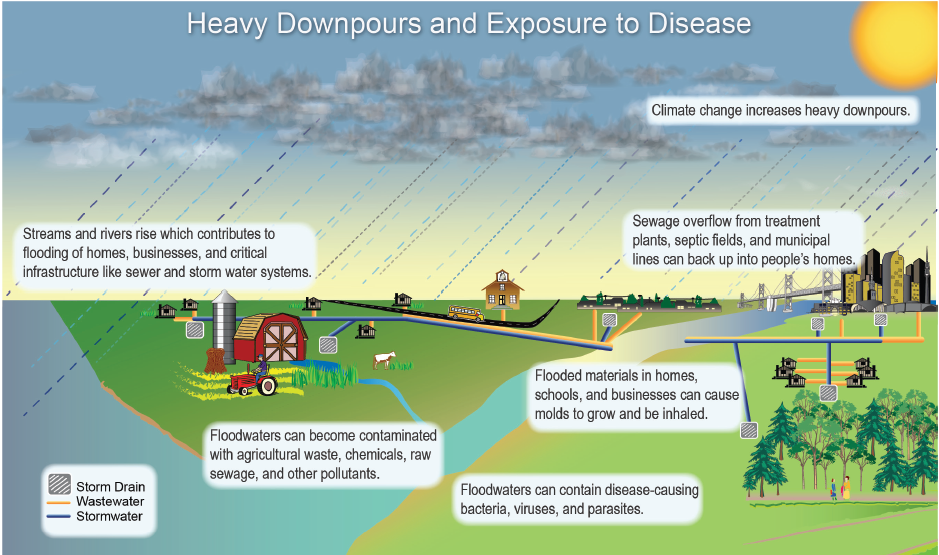 Heavy Downpours and Exposure to Disease
Climate change increases heavy downpours.
Streams and rivers rise which contributes to
flooding of homes, businesses, and critical
infrastructure like sewer and storm water systems.
Sewage overflow from treatment
plants, septic fields, and municipal
lines can back up into people's homes.
Flooded materials in homes,
schools, and businesses can cause
molds to grow and be inhaled.
Floodwaters can become contaminated
with agricultural waste, chemicals, raw
sewage, and other pollutants.
Floodwaters can contain disease-causing
bacteria, viruses, and parasites.
Storm Drain
Wastewater
Stormwater